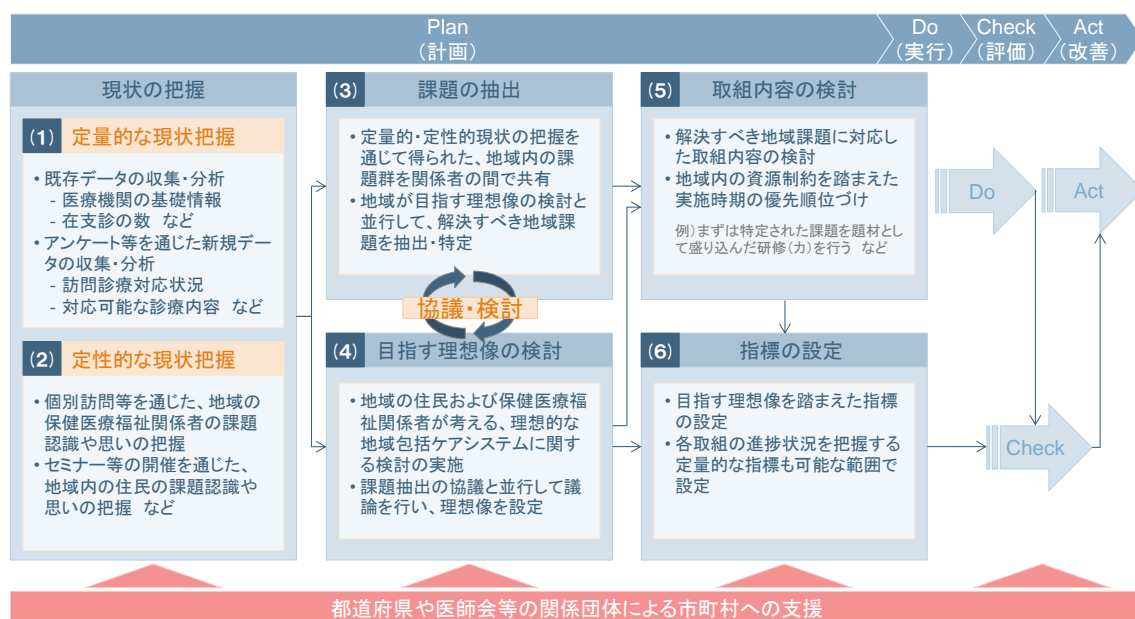 Plan
(計画)
Do
(実行)
Check
(評価)
Act
(改善)
現状の把握
(1) 定量的な現状把握
・既存データの収集・分析
- 医療機関の基礎情報
- 在支診の数 など
・アンケート等を通じた新規デー
タの収集・分析
- 訪問診療対応状況
- 対応可能な診療内容 など
(2) 定性的な現状把握
・個別訪問等を通じた、地域の
保健医療福祉関係者の課題
認識や思いの把握
・セミナー等の開催を通じた、
地域内の住民の課題認識や
思いの把握 など
(3) 課題の抽出
・定量的・定性的現状の把握を
通じて得られた、地域内の課
題群を関係者の間で共有
・地域が目指す理想像の検討と
並行して、解決すべき地域課
題を抽出・特定
協議・検討
(4) 目指す理想像の検討
・地域の住民および保健医療福
祉関係者が考える、理想的な
地域包括ケアシステムに関す
る検討の実施
・課題抽出の協議と並行して議
論を行い、理想像を設定
(5) 取組内容の検討
・解決すべき地域課題に対応し
た取組内容の検討
・地域内の資源制約を踏まえた
実施時期の優先順位づけ
例)まずは特定された課題を題材とし
て盛り込んだ研修(カ)を行う など
(6) 指標の設定
・目指す理想像を踏まえた指標
の設定
・各取組の進捗状況を把握する
定量的な指標も可能な範囲で
設定
Do
Act
Check
都道府県や医師会等の関係団体による市町村への支援